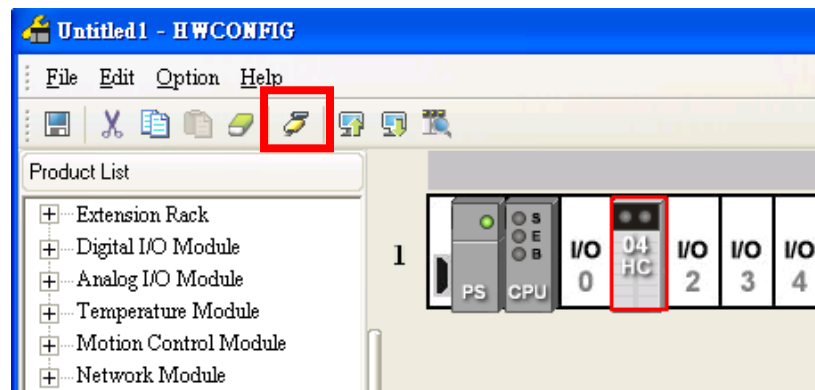 Untitled1 - HWCONFIG
File Edit Option Help
Product List
Extension Rack
Digital I/O Module
Analog I/O Module
Temperature Module
Motion Control Module
Network Module
1
PS
CPU
S
E
B
I/O
0
04
HC
I/O
2
I/O
3
I/O
4